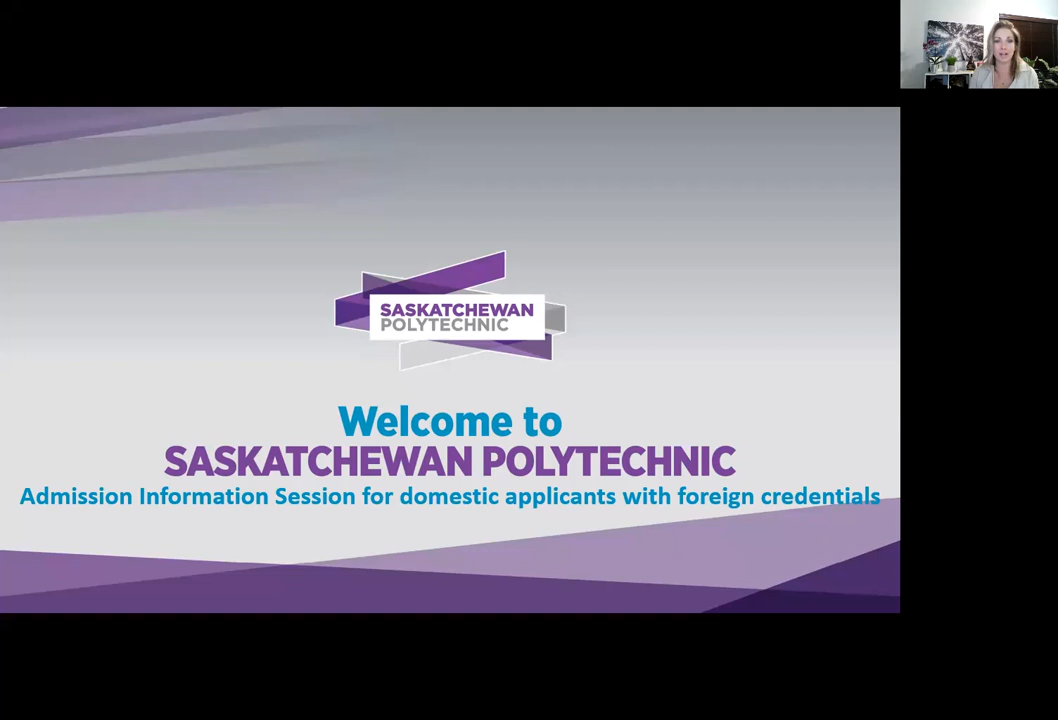 SASKATCHEWAN
POLYTECHNIC
Welcome to
SASKATCHEWAN POLYTECHNIC
Admission Information Session for domestic applicants with foreign credentials